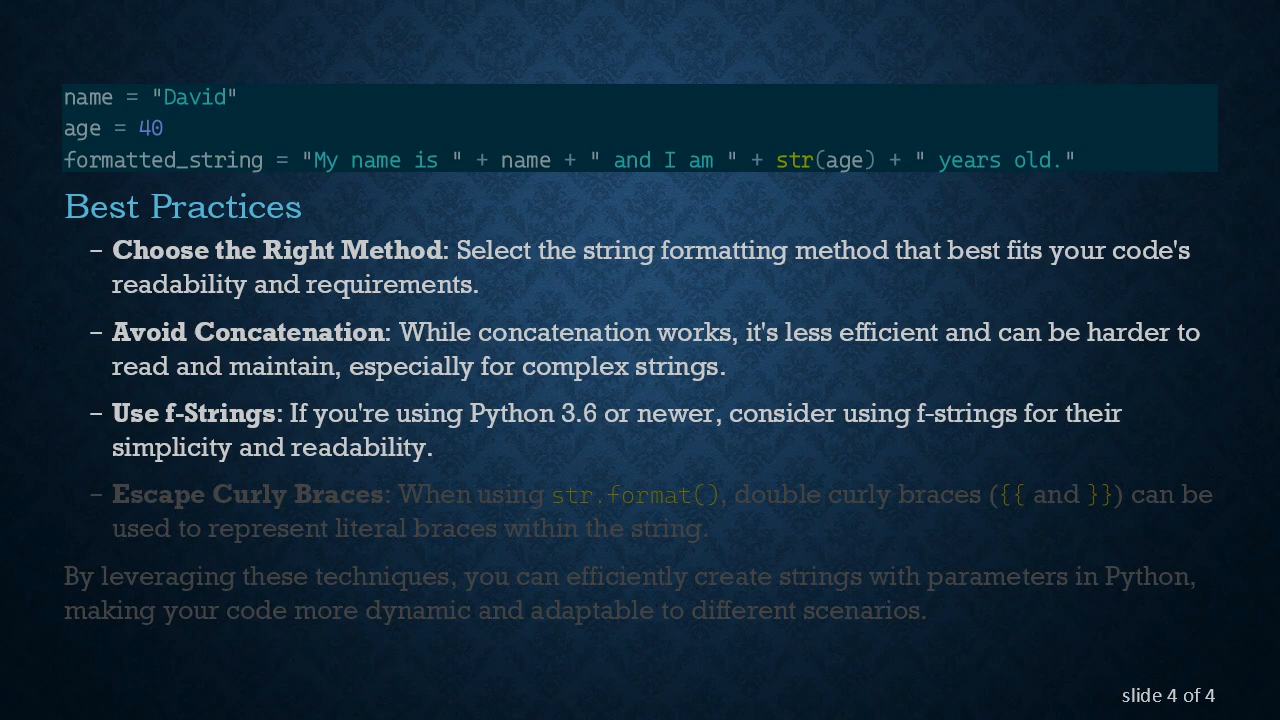 name = "David"
age = 40
formatted_string = "My name is " + name + " and I am " + str(age) + " years old."
Best Practices
– Choose the Right Method: Select the string formatting method that best fits your code's
readability and requirements.
– Avoid Concatenation: While concatenation works, it's less efficient and can be harder to
read and maintain, especially for complex strings.
– Use f-Strings: If you're using Python 3.6 or newer, consider using f-strings for their
simplicity and readability.
– Escape Curly Braces: When using str.format(), double curly braces ({{ and }}) can be
used to represent literal braces within the string.
By leveraging these techniques, you can efficiently create strings with parameters in Python,
making your code more dynamic and adaptable to different scenarios.
slide 4 of 4